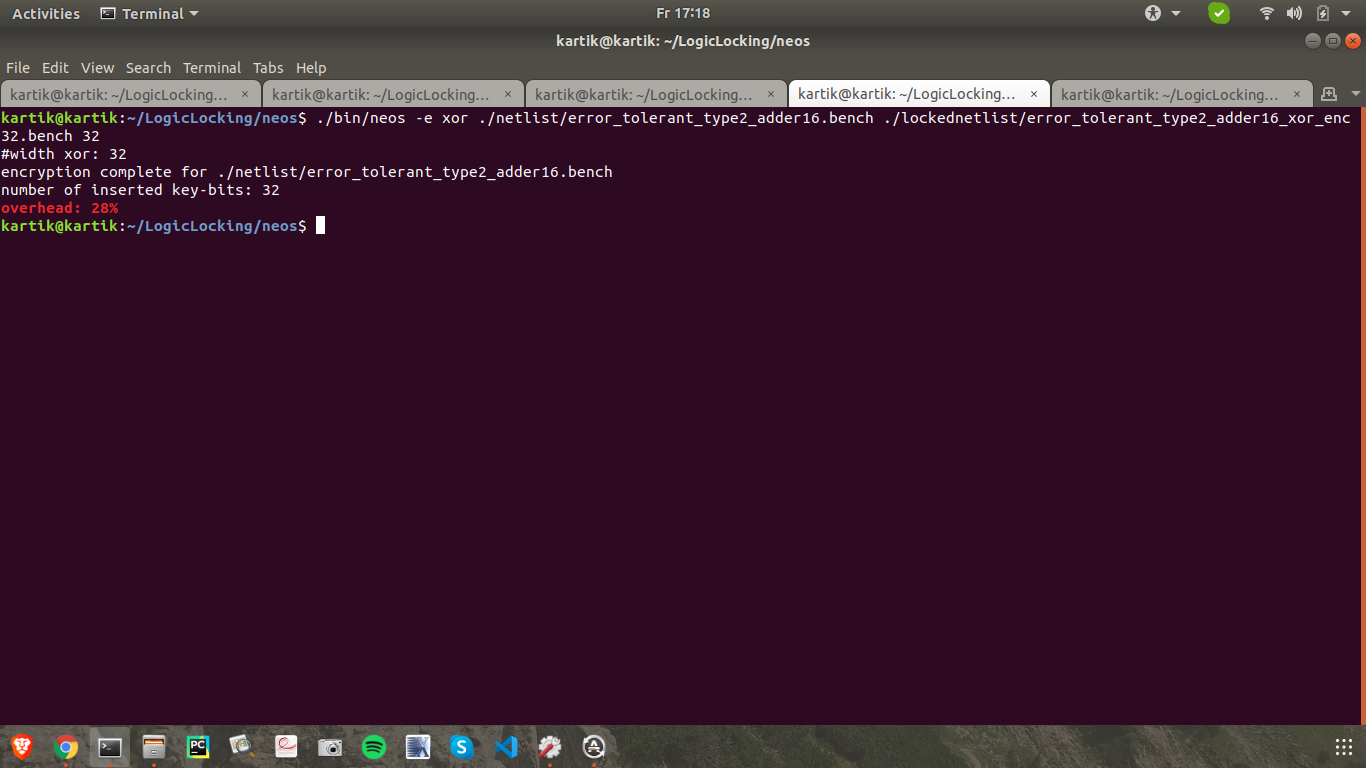 Activities Terminal Fr 17:18
kartik@kartik: ~/LogicLocking/neos
File Edit View Search Terminal Tabs Help
kartik@kartik: ~/LogicLocking... × kartik@kartik: ~/LogicLocking... × kartik@kartik: ~/LogicLocking... × kartik@kartik: ~/LogicLocking... × kartik@kartik: ~/LogicLocking... ×
kartik@kartik:~/LogicLocking/neos$ ./bin/neos -e xor ./netlist/error_tolerant_type2_adder16.bench ./lockednetlist/error_tolerant_type2_adder16_xor_enc
32.bench 32
#width xor: 32
encryption complete for ./netlist/error_tolerant_type2_adder16.bench
number of inserted key-bits: 32
overhead: 28%
kartik@kartik:~/LogicLocking/neos$
PC
S
A